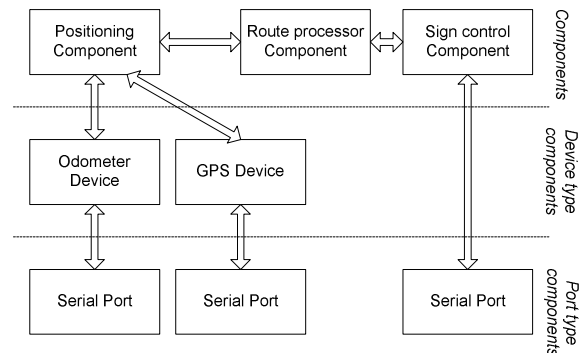 Positioning
Component
Route processor
Component
Sign control
Component
Components
Odometer
Device
GPS Device
Device type
components
Serial Port
Serial Port
Serial Port
Port type
components